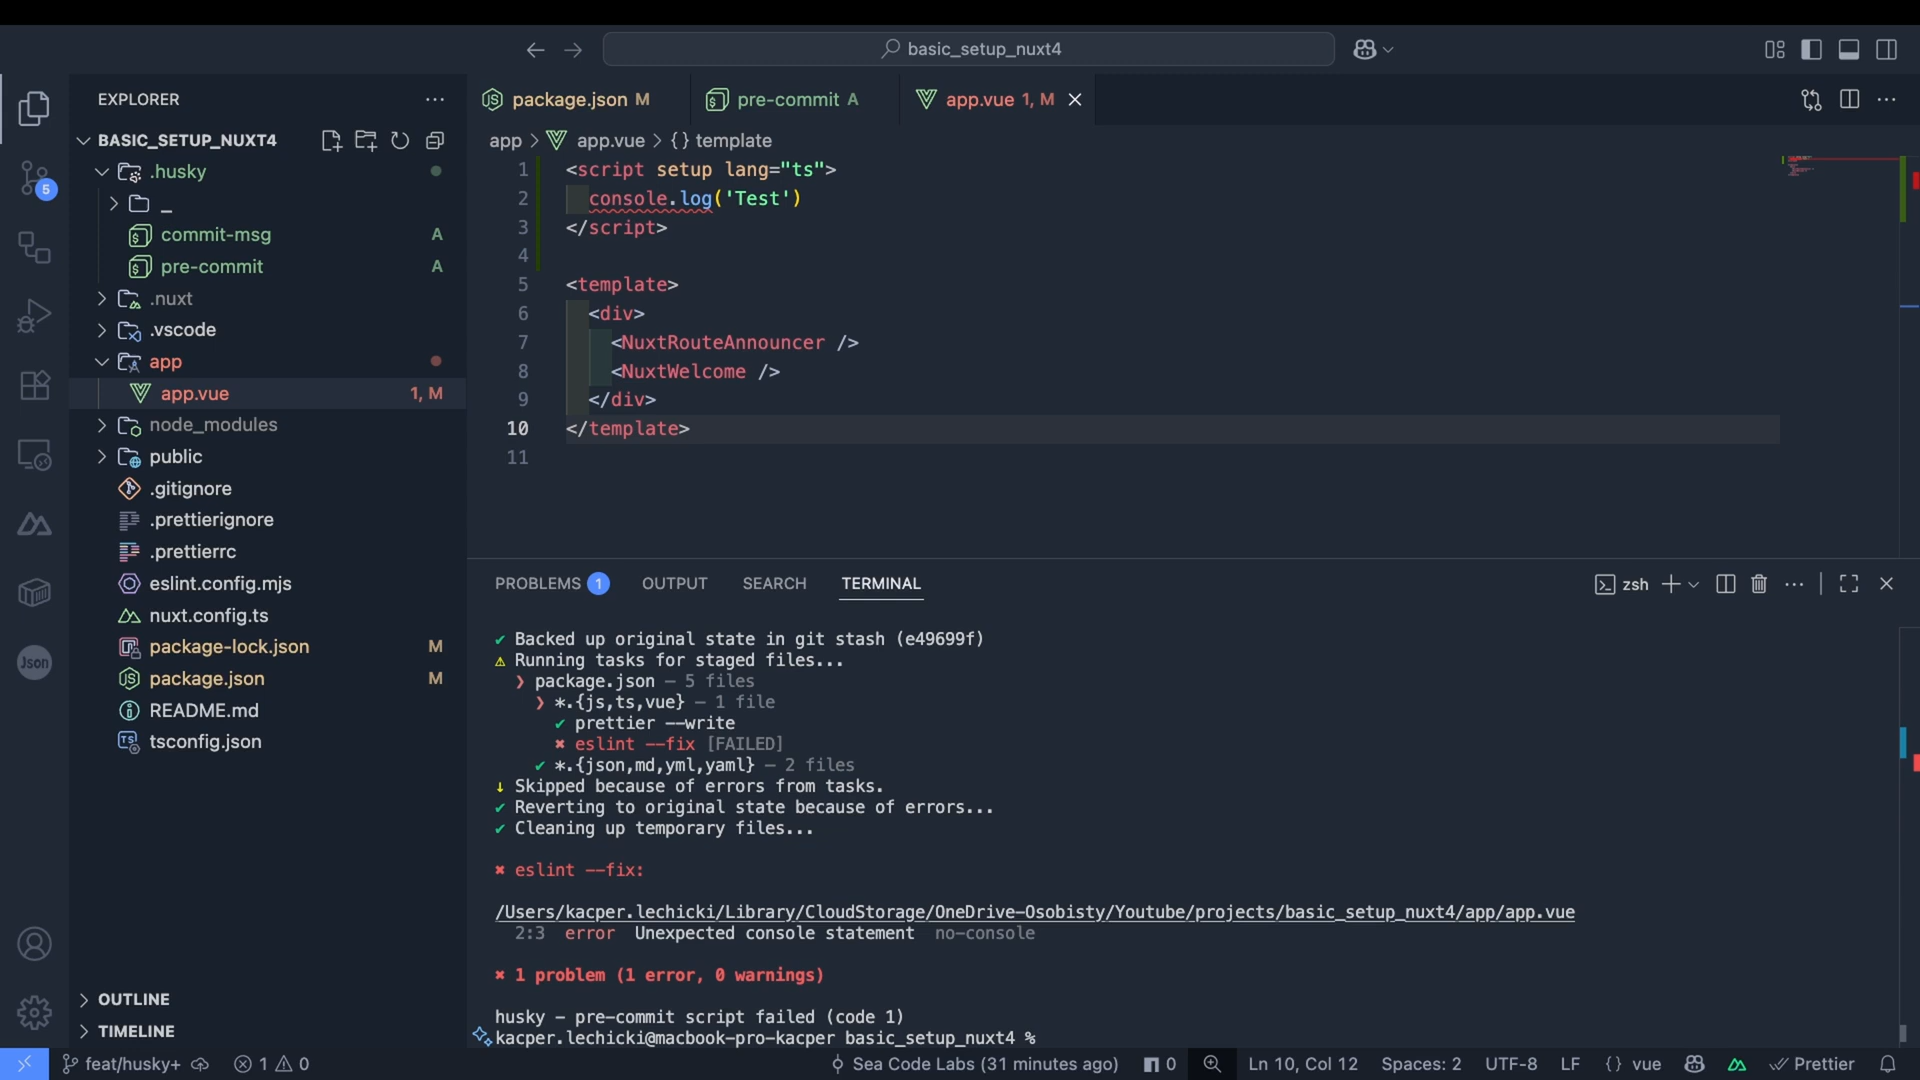 basic_setup_nuxt4
EXPLORER
BASIC_SETUP_NUXT4
.husky
_
commit-msg A
pre-commit A
.nuxt
.vscode
app
app.vue 1, M
node_modules
public
.gitignore
.prettierignore
.prettierrc
eslint.config.mjs
nuxt.config.ts
package-lock.json M
package.json M
README.md
tsconfig.json
OUTLINE
TIMELINE
5
Json
package.json M pre-commit A app.vue 1, M
app > app.vue > {} template
1 <script setup lang="ts">
2 console.log('Test')
3 </script>
4
5 <template>
6 <div>
7 <NuxtRouteAnnouncer />
8 <NuxtWelcome />
9 </div>
10 </template>
11
PROBLEMS 1 OUTPUT SEARCH TERMINAL zsh
✔ Backed up original state in git stash (e49699f)
⚠ Running tasks for staged files...
❯ package.json — 5 files
❯ *.{js,ts,vue} — 1 file
✔ prettier --write
✖ eslint --fix [FAILED]
✔ *.{json,md,yml,yaml} — 2 files
↓ Skipped because of errors from tasks.
✔ Reverting to original state because of errors...
✔ Cleaning up temporary files...
✖ eslint --fix:
/Users/kacper.lechicki/Library/CloudStorage/OneDrive-Osobisty/Youtube/projects/basic_setup_nuxt4/app/app.vue
2:3 error Unexpected console statement no-console
✖ 1 problem (1 error, 0 warnings)
husky - pre-commit script failed (code 1)
kacper.lechicki@macbook-pro-kacper basic_setup_nuxt4 %
feat/husky+ 1 0 Sea Code Labs (31 minutes ago) 0 Ln 10, Col 12 Spaces: 2 UTF-8 LF {} vue Prettier